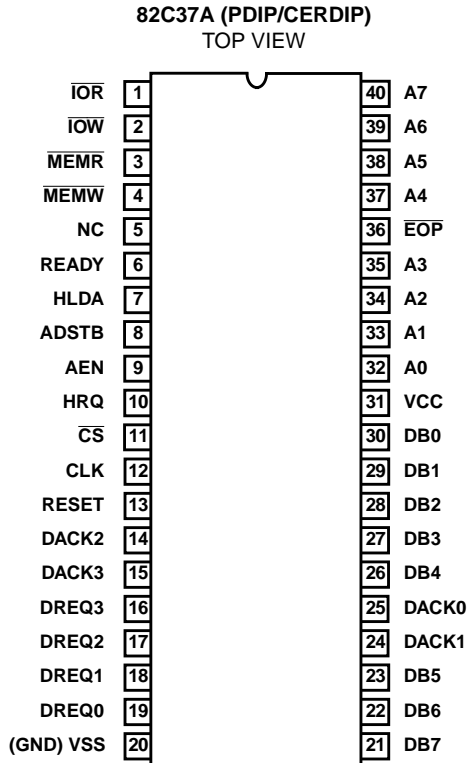 82C37A (PDIP/CERDIP)
TOP VIEW
IOR 1 40 A7
IOW 2 39 A6
MEMR 3 38 A5
MEMW 4 37 A4
NC 5 36 EOP
READY 6 35 A3
HLDA 7 34 A2
ADSTB 8 33 A1
AEN 9 32 A0
HRQ 10 31 VCC
CS 11 30 DB0
CLK 12 29 DB1
RESET 13 28 DB2
DACK2 14 27 DB3
DACK3 15 26 DB4
DREQ3 16 25 DACK0
DREQ2 17 24 DACK1
DREQ1 18 23 DB5
DREQ0 19 22 DB6
(GND) VSS 20 21 DB7